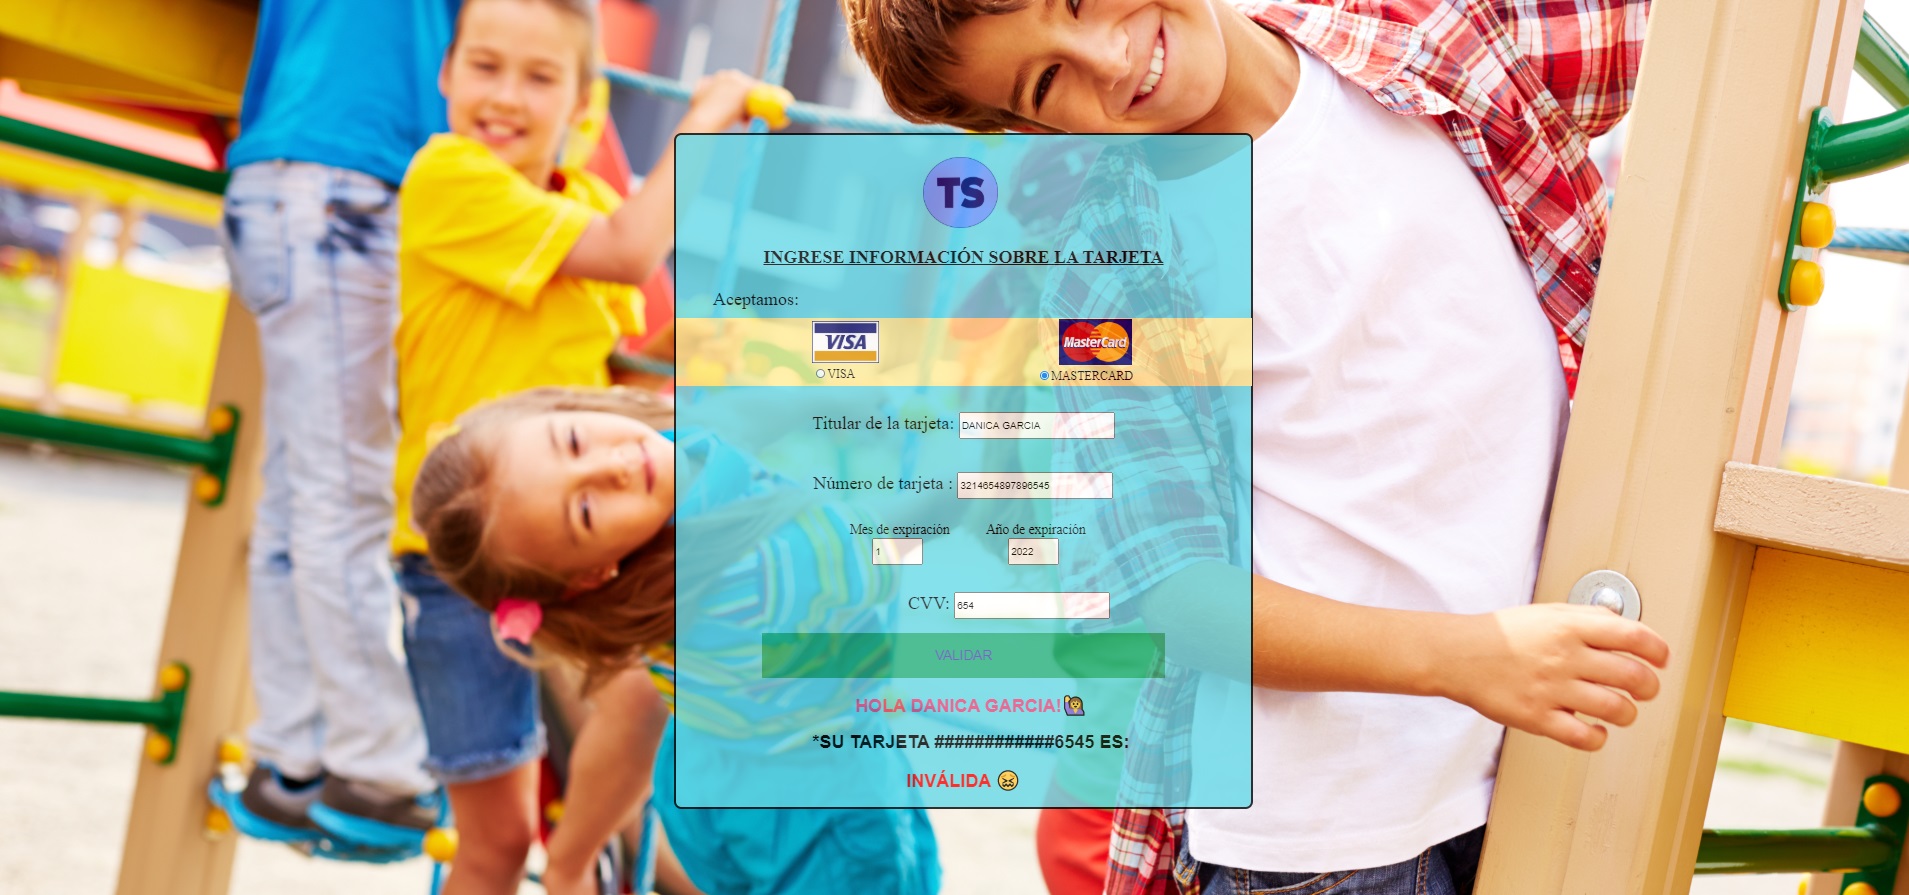 TS
INGRESE INFORMACIÓN SOBRE LA TARJETA
Aceptamos:
VISA MasterCard
VISA MASTERCARD
Titular de la tarjeta: DANICA GARCIA
Número de tarjeta : 3214654897896545
Mes de expiración Año de expiración
1 2022
CVV: 654
VALIDAR
HOLA DANICA GARCIA!🙋
*SU TARJETA ############6545 ES:
INVÁLIDA 😖